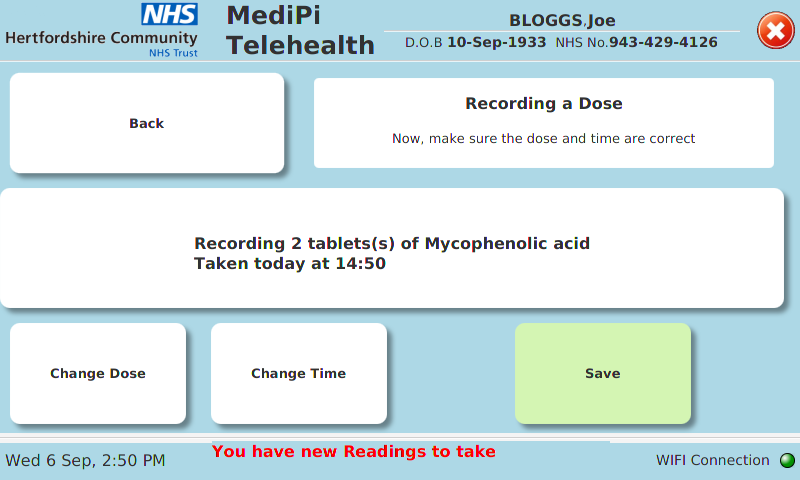 NHS
Hertfordshire Community
NHS Trust
MediPi
Telehealth
BLOGGS,Joe
D.O.B 10-Sep-1933 NHS No.943-429-4126
Back
Recording a Dose
Now, make sure the dose and time are correct
Recording 2 tablets(s) of Mycophenolic acid
Taken today at 14:50
Change Dose
Change Time
Save
You have new Readings to take
Wed 6 Sep, 2:50 PM
WIFI Connection